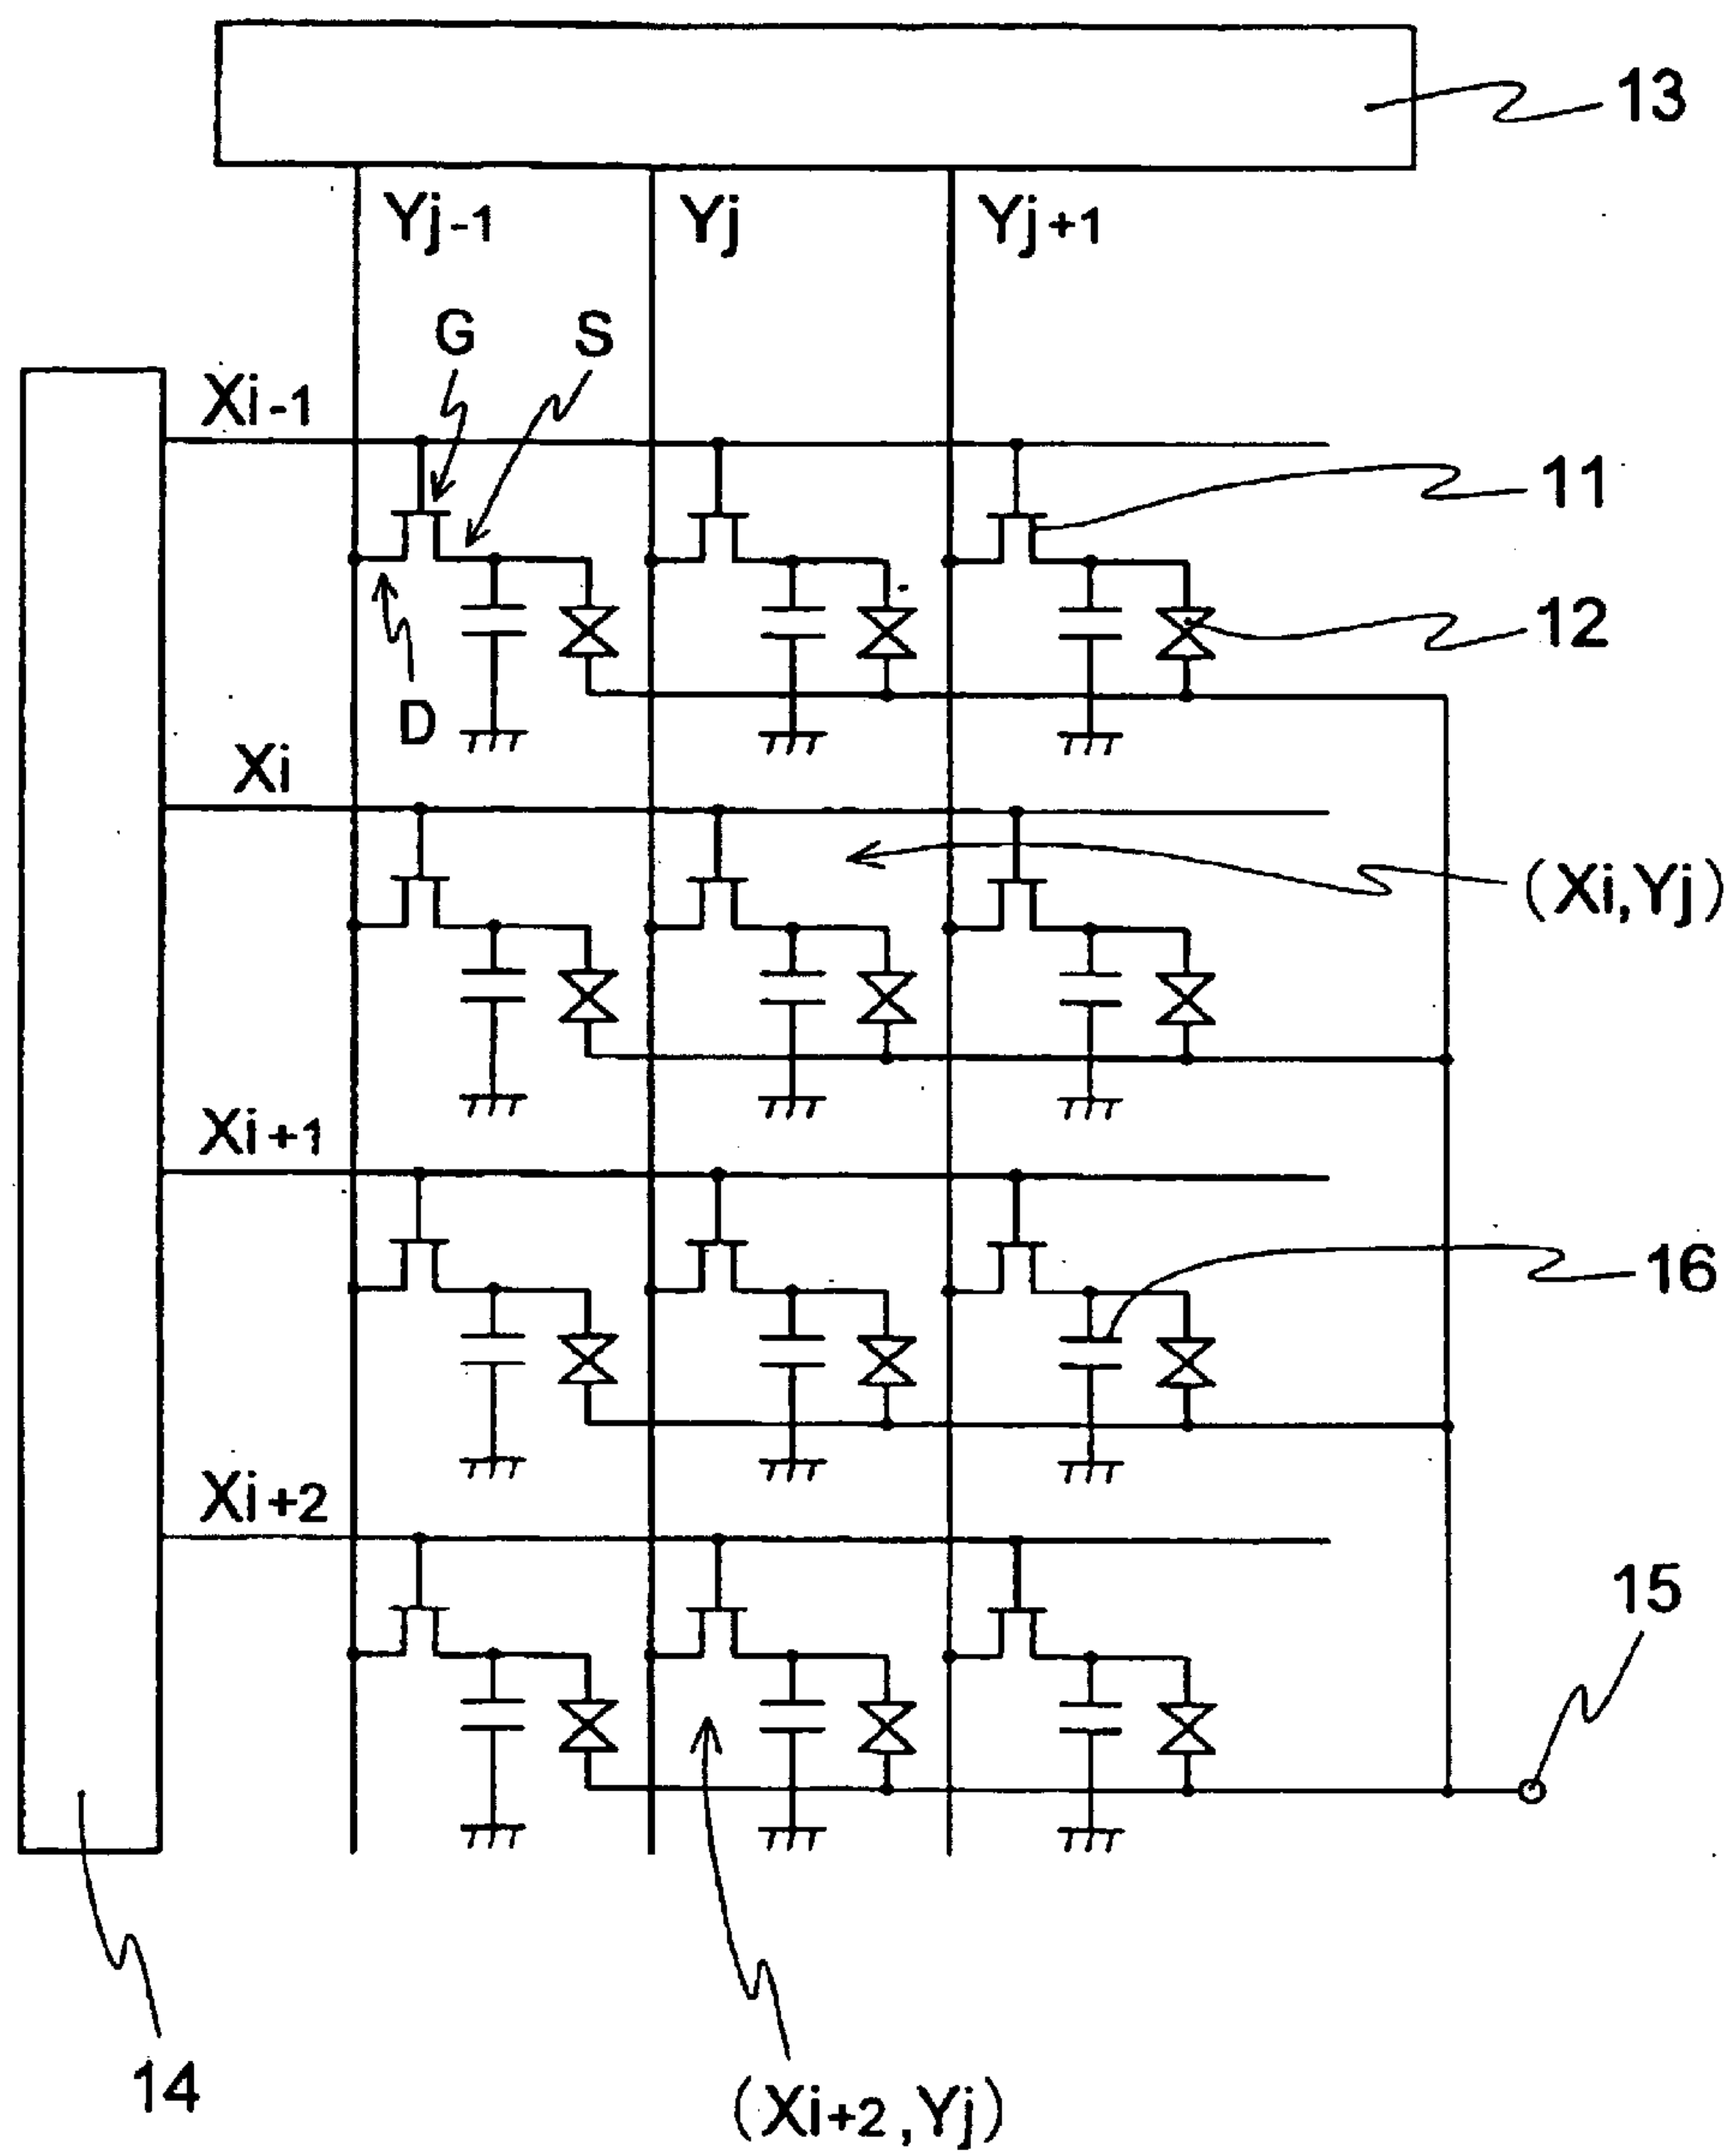 13
Yj-1
Yj
Yj+1
G
S
Xi-1
11
12
D
Xi
(Xi,Yj)
Xi+1
16
Xi+2
15
14
(Xi+2,Yj)